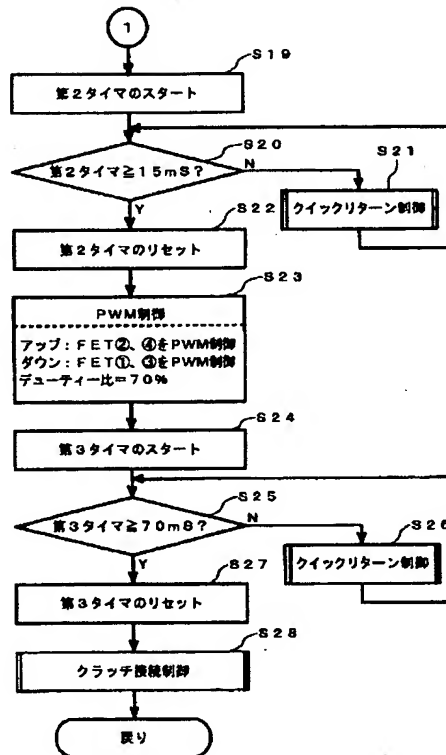 1
S19
第2タイマのスタート
S20
第2タイマ≧15mS?
N
S21
クイックリターン制御
Y
S22
第2タイマのリセット
S23
PWM制御
アップ:FET②、④をPWM制御
ダウン:FET①、③をPWM制御
デューティー比=70%
S24
第3タイマのスタート
S25
第3タイマ≧70mS?
N
S26
クイックリターン制御
Y
S27
第3タイマのリセット
S28
クラッチ接続制御
戻り